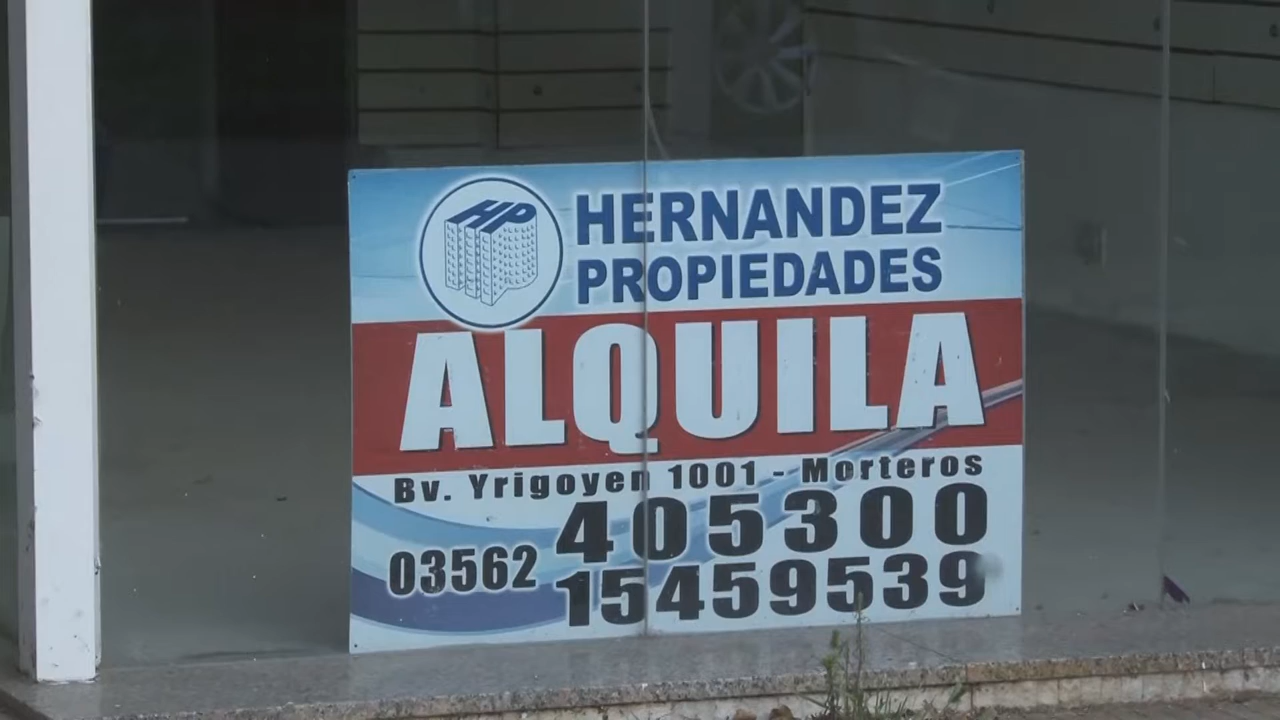 HP
HERNANDEZ
PROPIEDADES
ALQUILA
Bv. Yrigoyen 1001 - Morteros
405300
03562
15459539